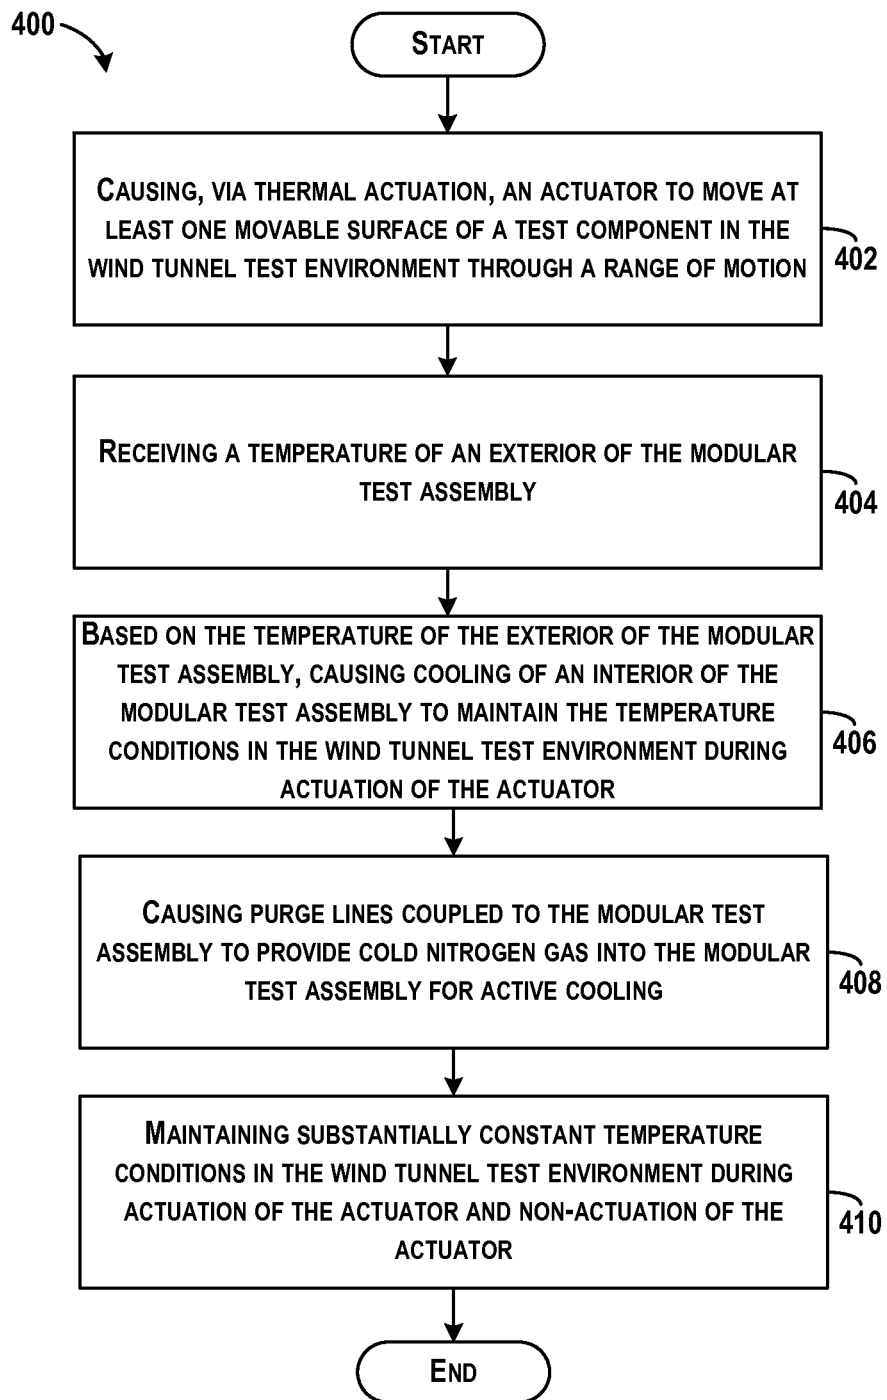 400
START
CAUSING, VIA THERMAL ACTUATION, AN ACTUATOR TO MOVE AT
LEAST ONE MOVABLE SURFACE OF A TEST COMPONENT IN THE
WIND TUNNEL TEST ENVIRONMENT THROUGH A RANGE OF MOTION
402
RECEIVING A TEMPERATURE OF AN EXTERIOR OF THE MODULAR
TEST ASSEMBLY
404
BASED ON THE TEMPERATURE OF THE EXTERIOR OF THE MODULAR
TEST ASSEMBLY, CAUSING COOLING OF AN INTERIOR OF THE
MODULAR TEST ASSEMBLY TO MAINTAIN THE TEMPERATURE
CONDITIONS IN THE WIND TUNNEL TEST ENVIRONMENT DURING
ACTUATION OF THE ACTUATOR
406
CAUSING PURGE LINES COUPLED TO THE MODULAR TEST
ASSEMBLY TO PROVIDE COLD NITROGEN GAS INTO THE MODULAR
TEST ASSEMBLY FOR ACTIVE COOLING
408
MAINTAINING SUBSTANTIALLY CONSTANT TEMPERATURE
CONDITIONS IN THE WIND TUNNEL TEST ENVIRONMENT DURING
ACTUATION OF THE ACTUATOR AND NON-ACTUATION OF THE
ACTUATOR
410
END